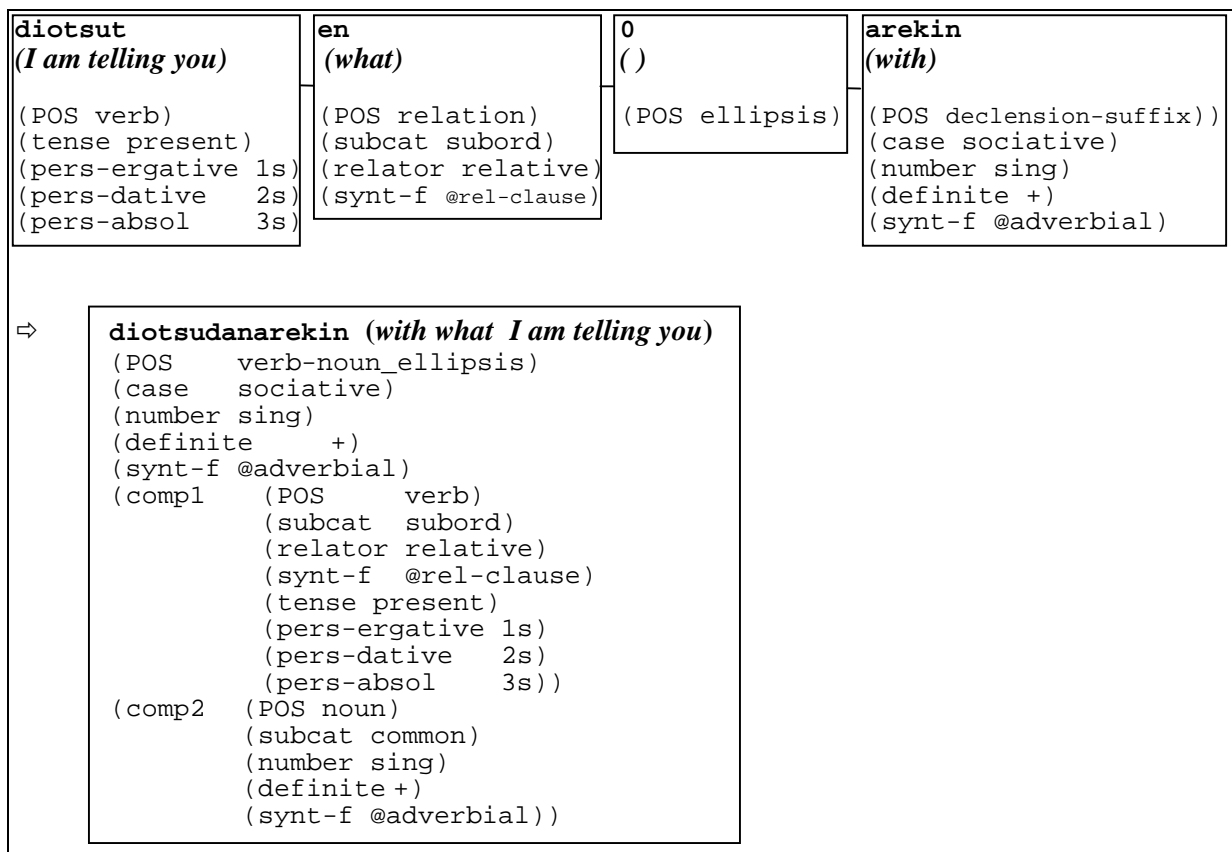 diotsut
(I am telling you)
(POS verb)
(tense present)
(pers-ergative 1s)
(pers-dative 2s)
(pers-absol 3s)
en
(what)
(POS relation)
(subcat subord)
(relator relative)
(synt-f @rel-clause)
0
( )
(POS ellipsis)
arekin
(with)
(POS declension-suffix))
(case sociative)
(number sing)
(definite +)
(synt-f @adverbial)
⇨ diotsudanarekin (with what I am telling you)
(POS verb-noun_ellipsis)
(case sociative)
(number sing)
(definite +)
(synt-f @adverbial)
(comp1 (POS verb)
(subcat subord)
(relator relative)
(synt-f @rel-clause)
(tense present)
(pers-ergative 1s)
(pers-dative 2s)
(pers-absol 3s))
(comp2 (POS noun)
(subcat common)
(number sing)
(definite +)
(synt-f @adverbial))